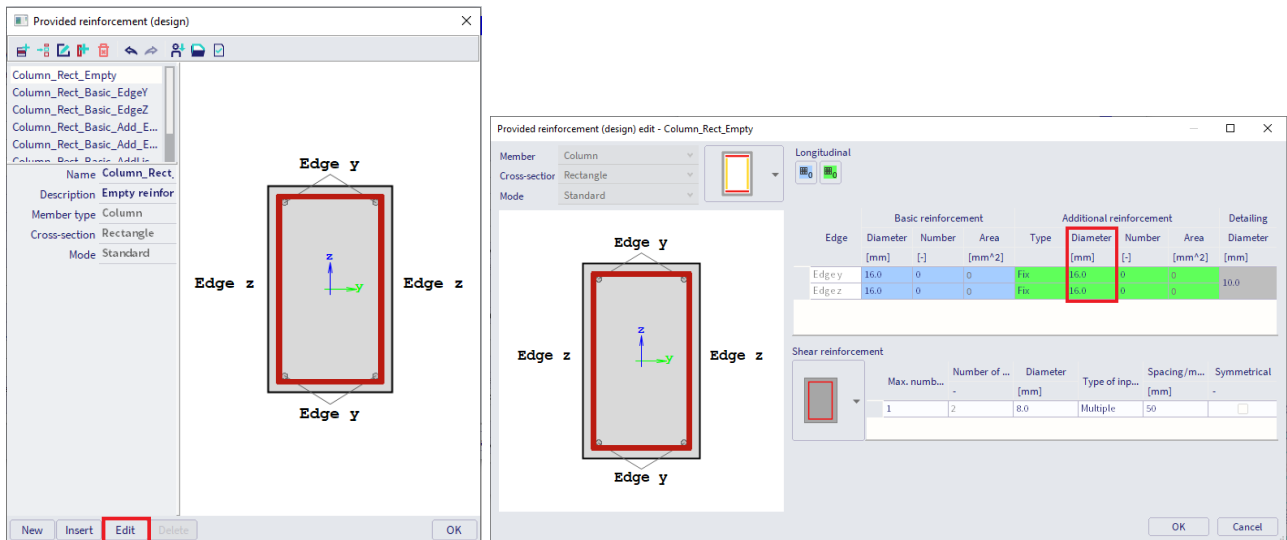 Provided reinforcement (design)
Column_Rect_Empty
Column_Rect_Basic_EdgeY
Column_Rect_Basic_EdgeZ
Column_Rect_Basic_Add_E...
Column_Rect_Basic_Add_E...
Name Column_Rect_
Description Empty reinfor
Member type Column
Cross-section Rectangle
Mode Standard
Edge y
z
Edge z y Edge z
Edge y
New Insert Edit Delete OK
Provided reinforcement (design) edit - Column_Rect_Empty
Member Column
Cross-section Rectangle
Mode Standard
Edge y
z
Edge z y Edge z
Edge y
Longitudinal
Basic reinforcement Additional reinforcement Detailing
Edge Diameter Number Area Type Diameter Number Area Diameter
[mm] [-] [mm^2] [mm] [-] [mm^2] [mm]
Edge y 16.0 0 0 Fix 16.0 0 0 10.0
Edge z 16.0 0 0 Fix 16.0 0 0
Shear reinforcement
Max. numb... Number of ... Diameter Type of inp... Spacing/m... Symmetrical
- [mm] [mm] -
1 2 8.0 Multiple 50
OK Cancel